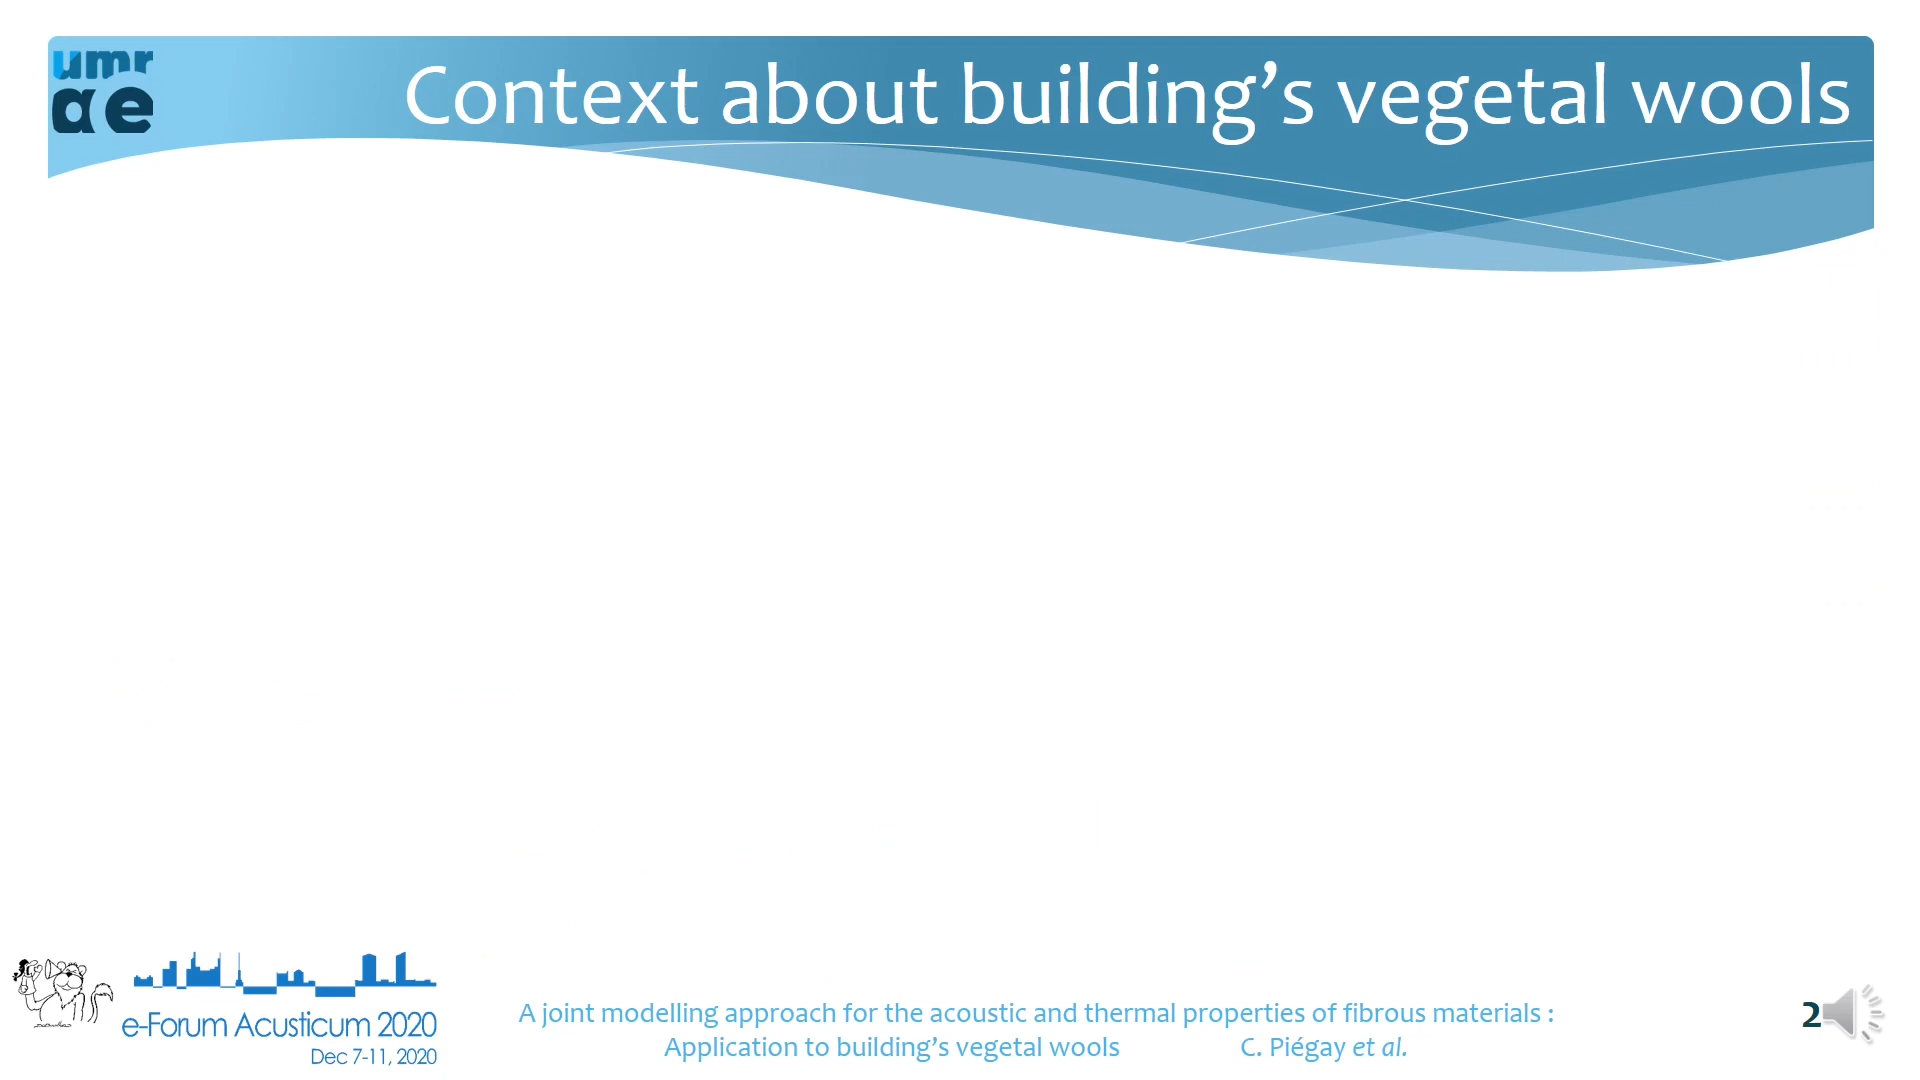 umr
ae
Context about building’s vegetal wools
e-Forum Acusticum 2020
Dec 7-11, 2020
A joint modelling approach for the acoustic and thermal properties of fibrous materials :
Application to building’s vegetal wools C. Piégay et al.
2